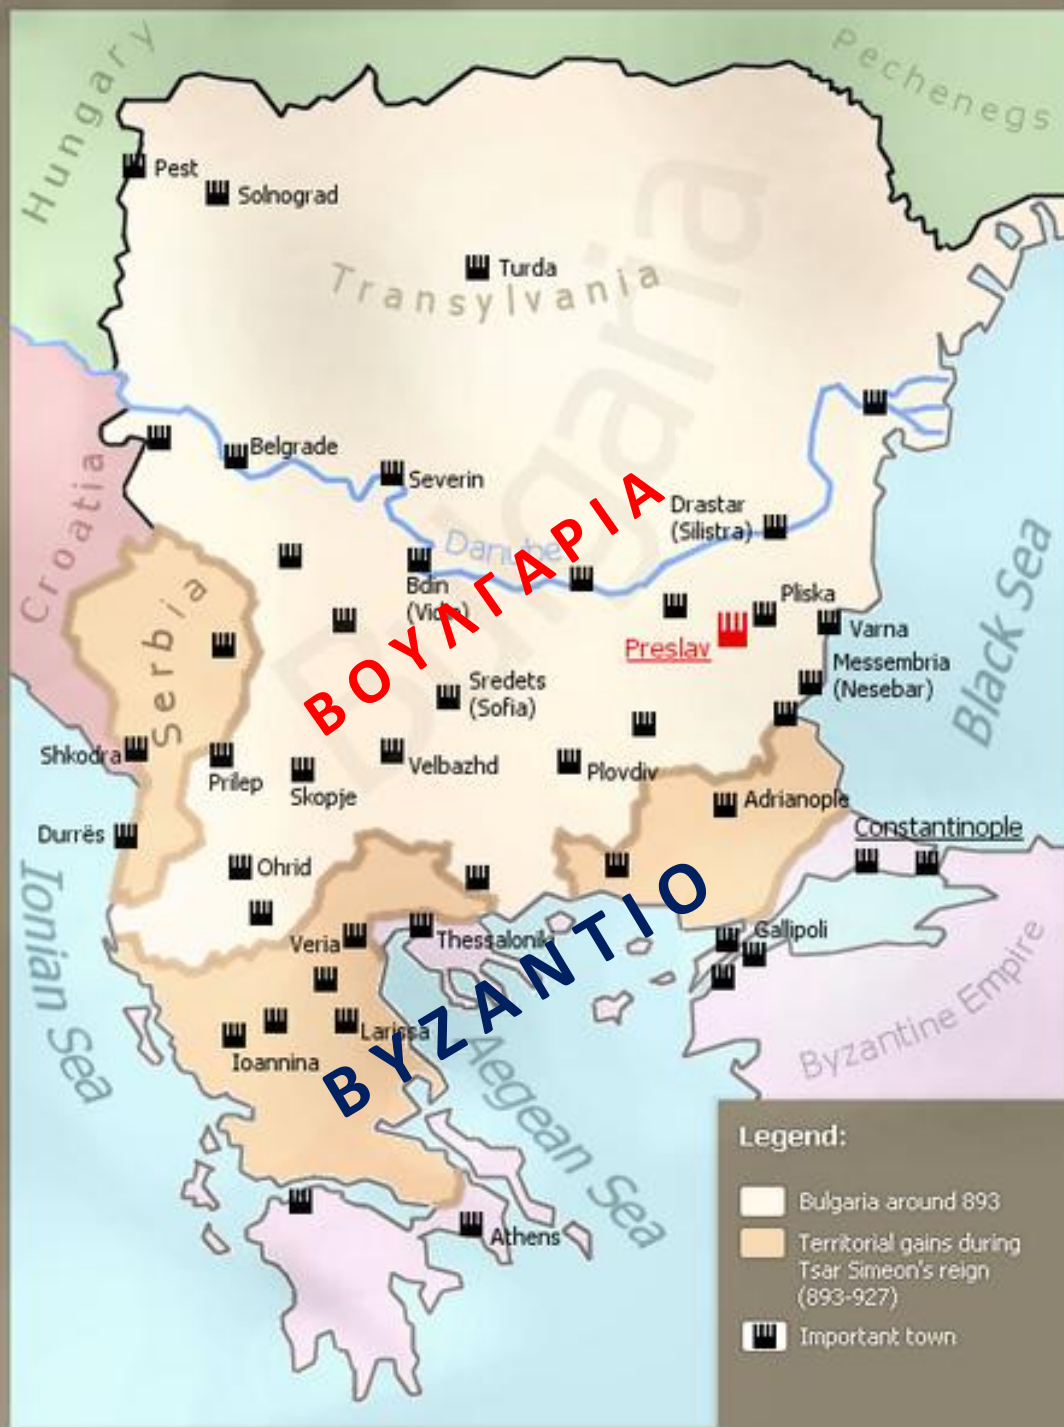 Hungary
Pechenegs
Pest
Solnograd
Turda
Transylvania
Bulgaria
Croatia
Belgrade
Severin
Drastar
(Silistra)
Danube
Bdin
(Vidin)
ΒΟΥΛΓΑΡΙΑ
Pliska
Varna
Preslav
Messembria
(Nesebar)
Black Sea
Serbia
Sredets
(Sofia)
Shkodra
Prilep
Skopje
Velbazhd
Plovdiv
Adrianople
Constantinople
Durrës
Ohrid
Ionian Sea
Veria
Thessaloniki
Gallipoli
ΒΥΖΑΝΤΙΟ
Larissa
Ioannina
Aegean Sea
Byzantine Empire
Athens
Legend:
Bulgaria around 893
Territorial gains during
Tsar Simeon's reign
(893-927)
Important town